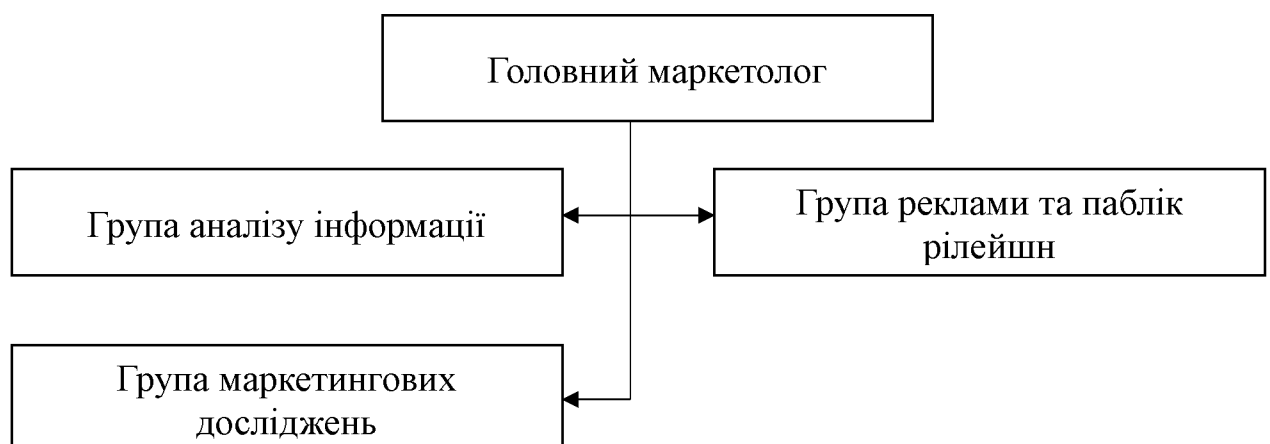 Головний маркетолог
Група аналізу інформації
Група реклами та паблік
рілейшн
Група маркетингових
досліджень